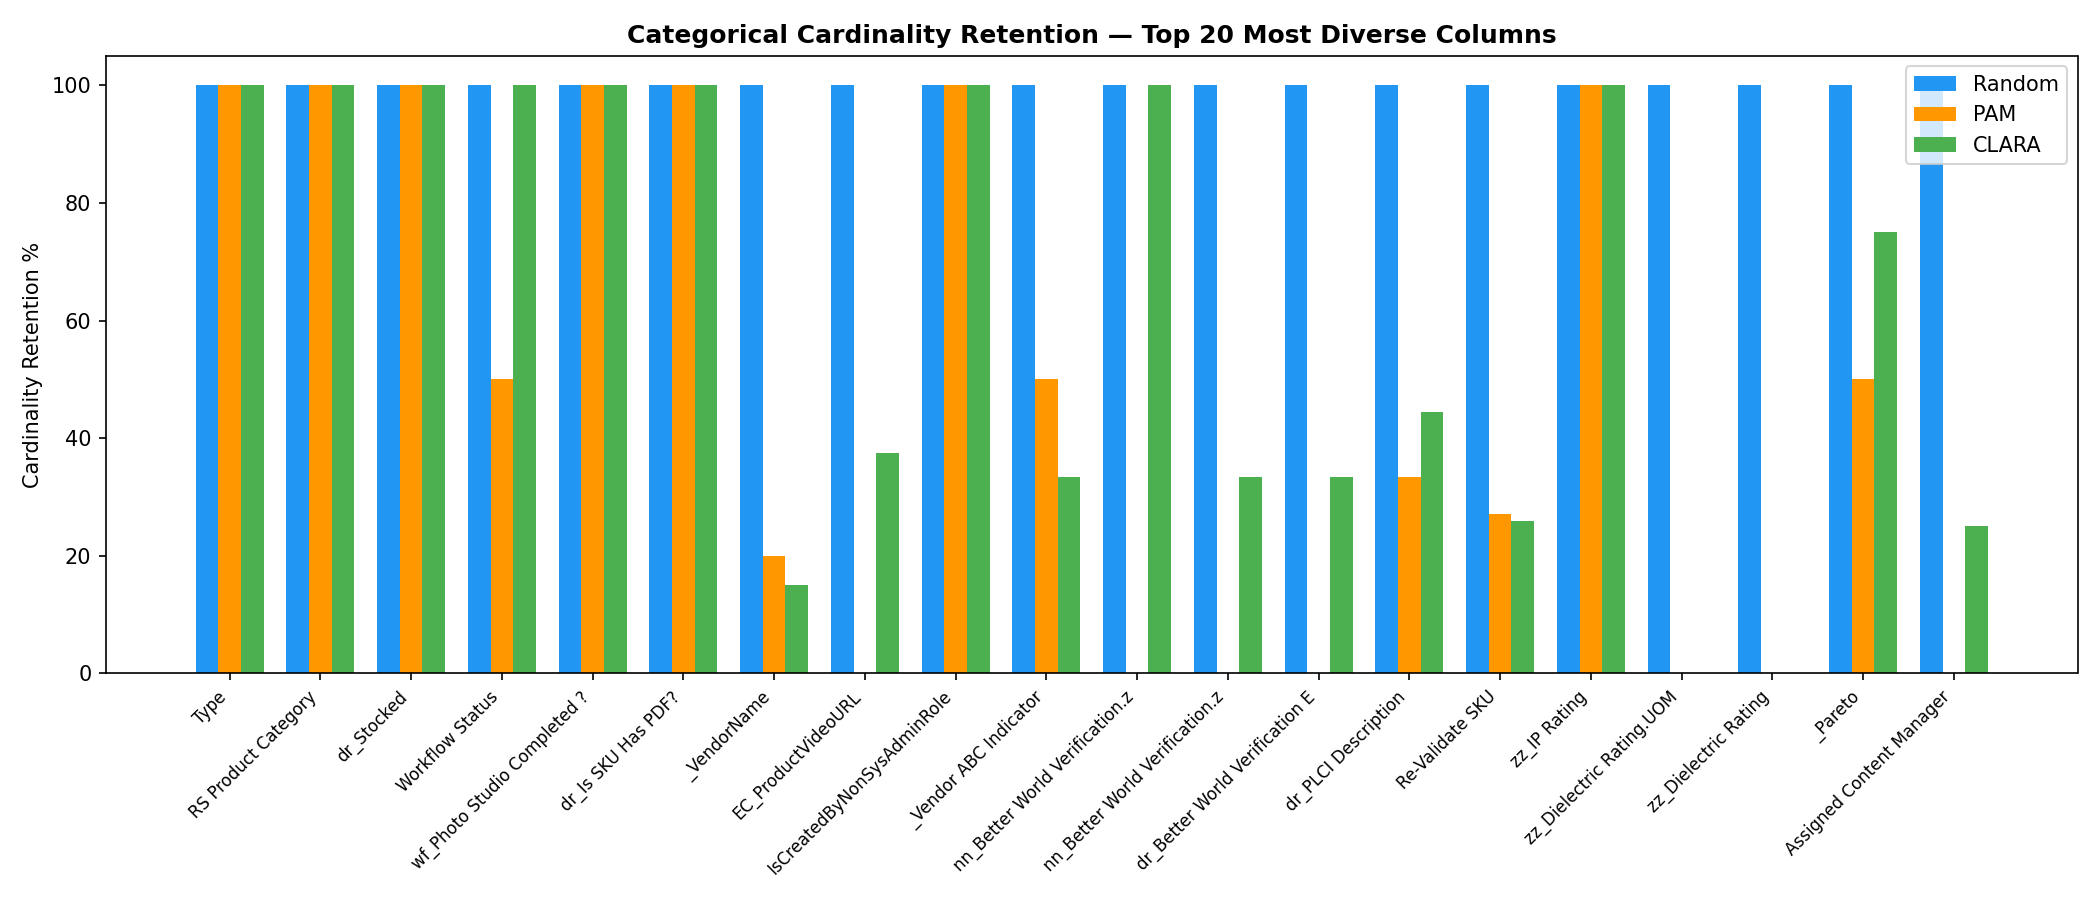 Categorical Cardinality Retention — Top 20 Most Diverse Columns
Cardinality Retention %
100
80
60
40
20
0
Random
PAM
CLARA
Type
RS Product Category
dr_Stocked
Workflow Status
wf_Photo Studio Completed ?
dr_Is SKU Has PDF?
_VendorName
EC_ProductVideoURL
IsCreatedByNonSysAdminRole
_Vendor ABC Indicator
nn_Better World Verification.z
nn_Better World Verification.z
dr_Better World Verification E
dr_PLCI Description
Re-Validate SKU
zz_IP Rating
zz_Dielectric Rating.UOM
zz_Dielectric Rating
_Pareto
Assigned Content Manager